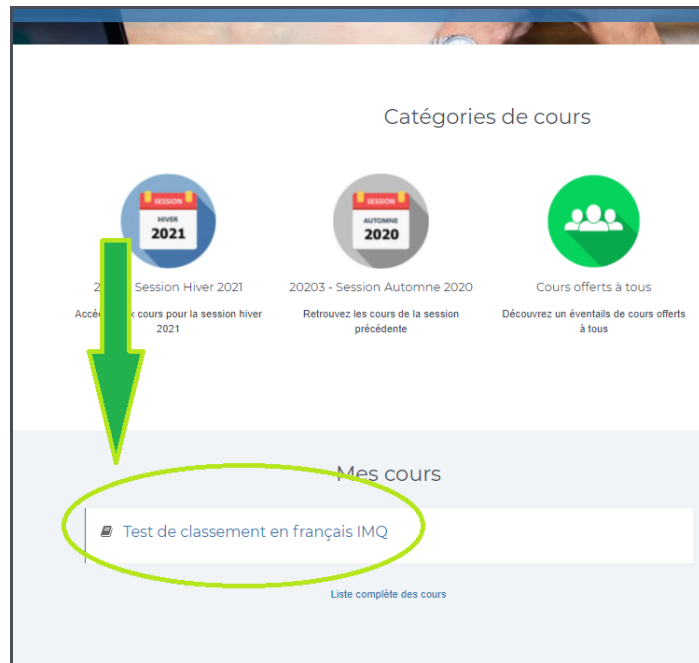 Catégories de cours
SESSION
HIVER
2021
SESSION
AUTOMNE
2020
Session Hiver 2021
20203 - Session Automne 2020
Cours offerts à tous
cours pour la session hiver
2021
Retrouvez les cours de la session
précédente
Découvrez un éventails de cours offerts
à tous
Mes cours
Test de classement en français IMQ
Liste complète des cours